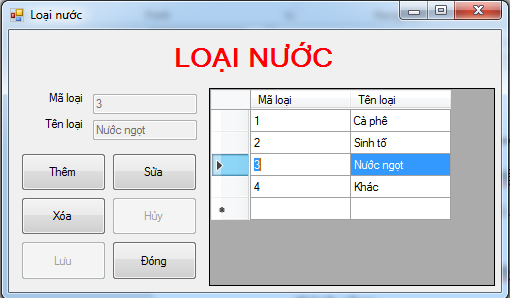 Loại nước
LOẠI NƯỚC
Mã loại 3
Tên loại Nước ngọt
Thêm Sửa
Xóa Hủy
Lưu Đóng
Mã loại Tên loại
1 Cà phê
2 Sinh tố
3 Nước ngọt
4 Khác